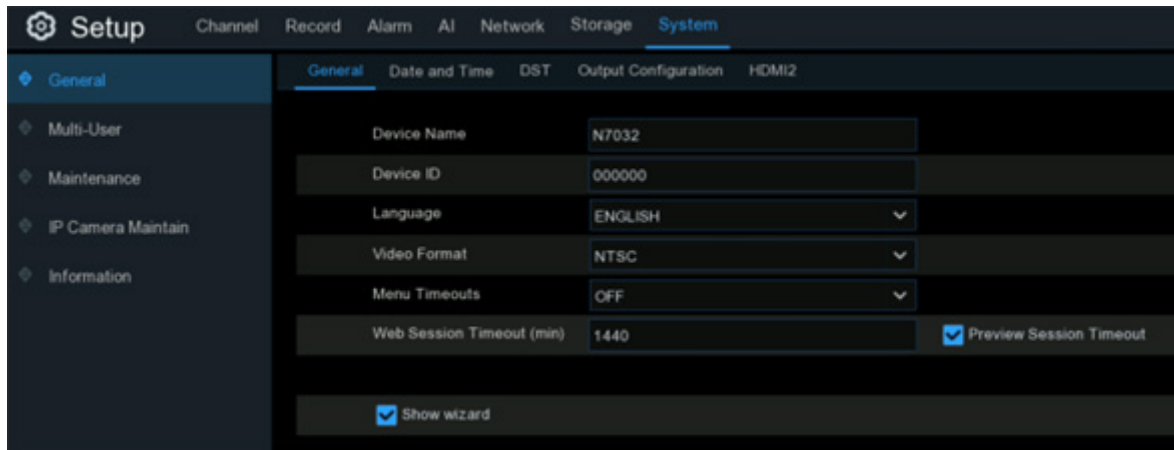 Setup Channel Record Alarm AI Network Storage System
General
Multi-User
Maintenance
IP Camera Maintain
Information
General Date and Time DST Output Configuration HDMI2
Device Name N7032
Device ID 000000
Language ENGLISH
Video Format NTSC
Menu Timeouts OFF
Web Session Timeout (min) 1440 Preview Session Timeout
Show wizard